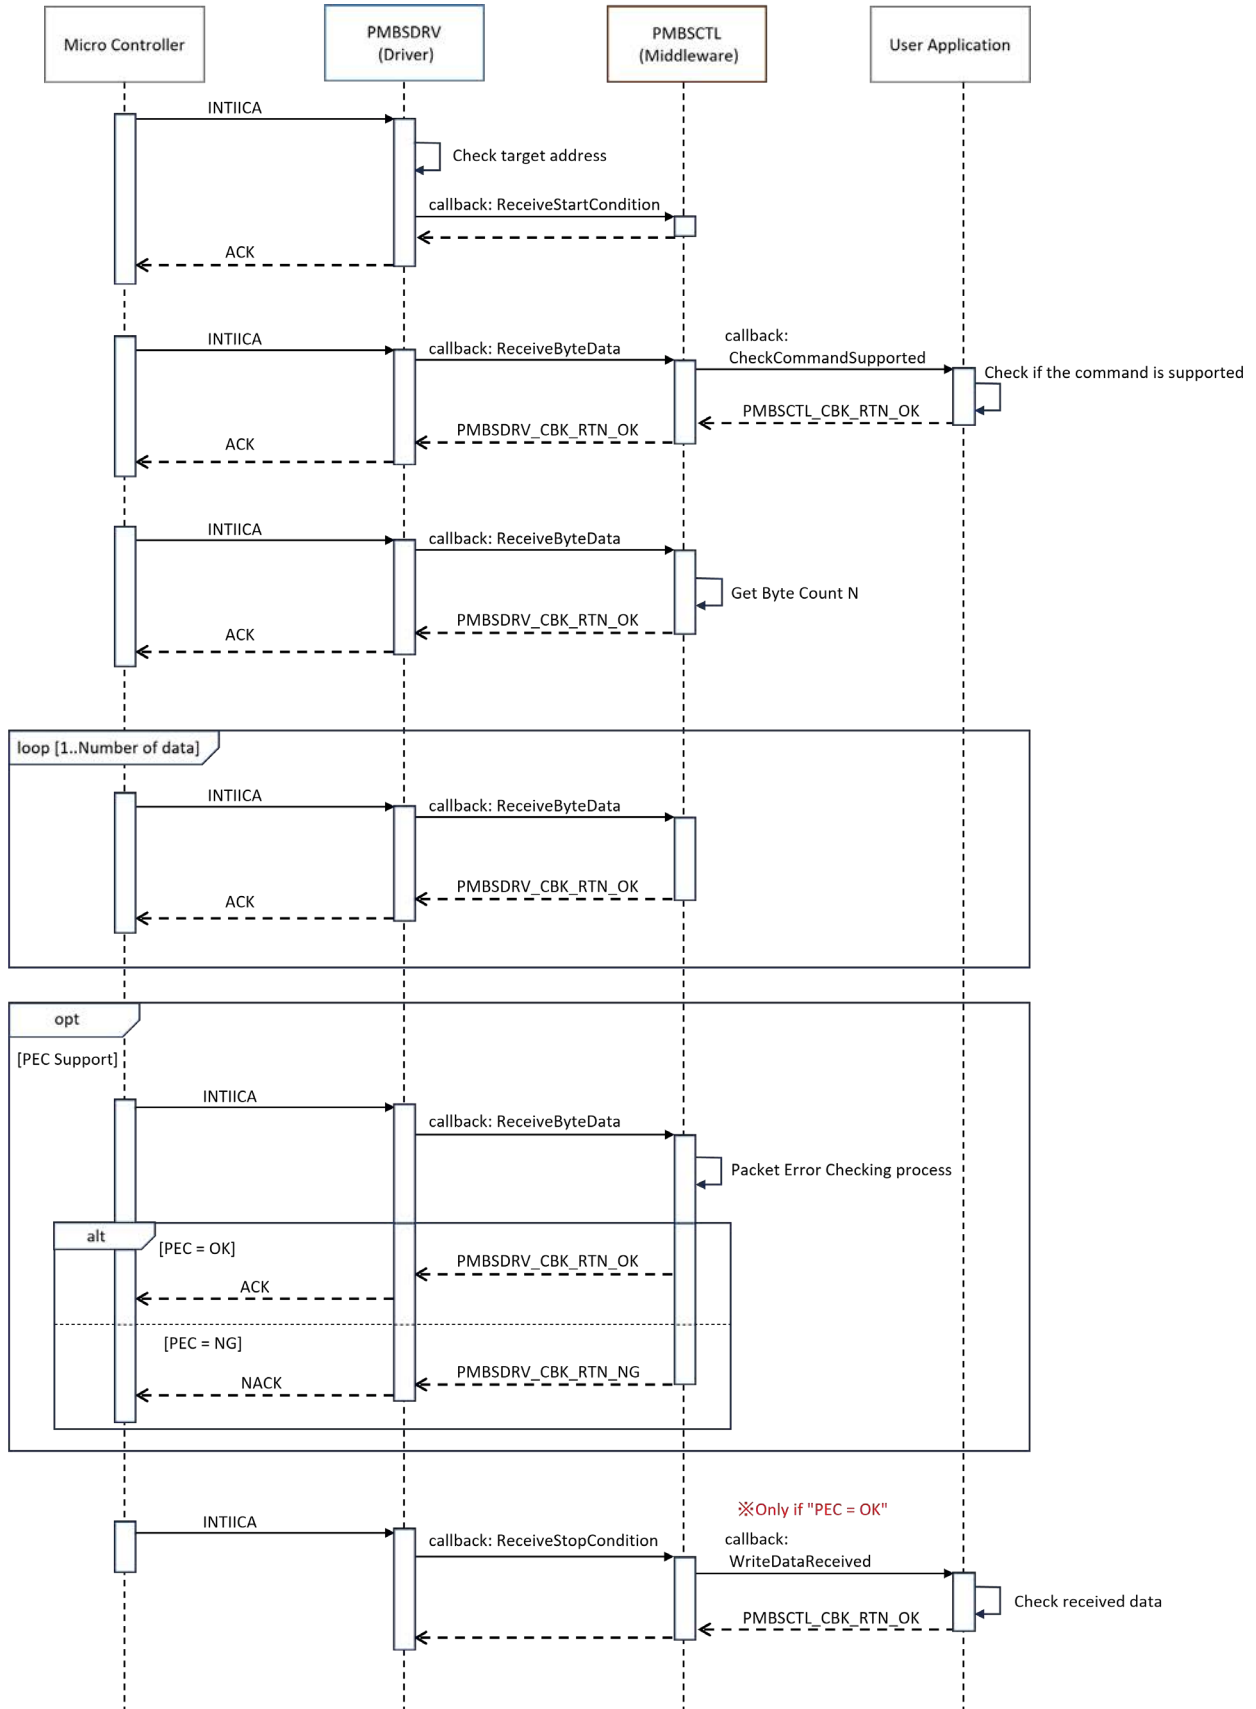 Micro Controller
PMBSDRV
(Driver)
PMBSCTL
(Middleware)
User Application
INTIICA
Check target address
callback: ReceiveStartCondition
ACK
INTIICA
callback: ReceiveByteData
callback:
CheckCommandSupported
Check if the command is supported
PMBSCTL_CBK_RTN_OK
PMBSDRV_CBK_RTN_OK
ACK
INTIICA
callback: ReceiveByteData
Get Byte Count N
PMBSDRV_CBK_RTN_OK
ACK
loop [1..Number of data]
INTIICA
callback: ReceiveByteData
PMBSDRV_CBK_RTN_OK
ACK
opt
[PEC Support]
INTIICA
callback: ReceiveByteData
Packet Error Checking process
alt
[PEC = OK]
PMBSDRV_CBK_RTN_OK
ACK
[PEC = NG]
PMBSDRV_CBK_RTN_NG
NACK
※Only if "PEC = OK"
INTIICA
callback: ReceiveStopCondition
callback:
WriteDataReceived
Check received data
PMBSCTL_CBK_RTN_OK